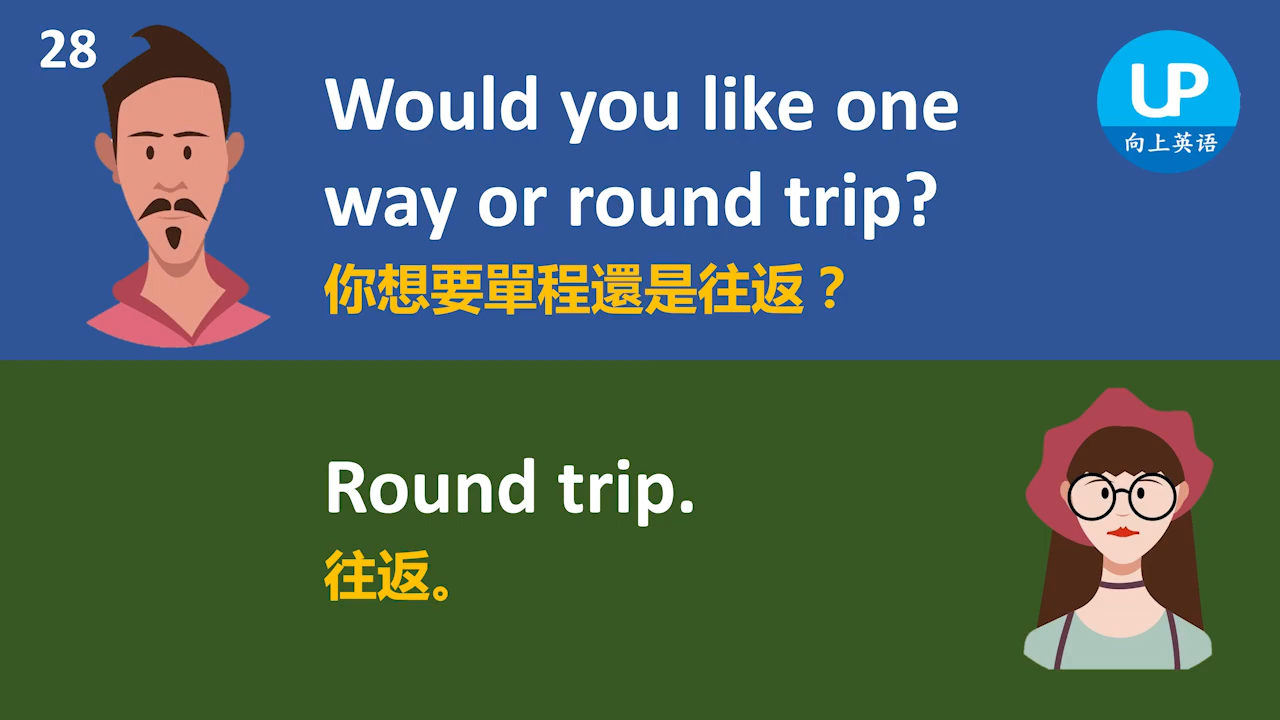 28
Would you like one
way or round trip?
你想要單程還是往返？
UP
向上英语
Round trip.
往返。